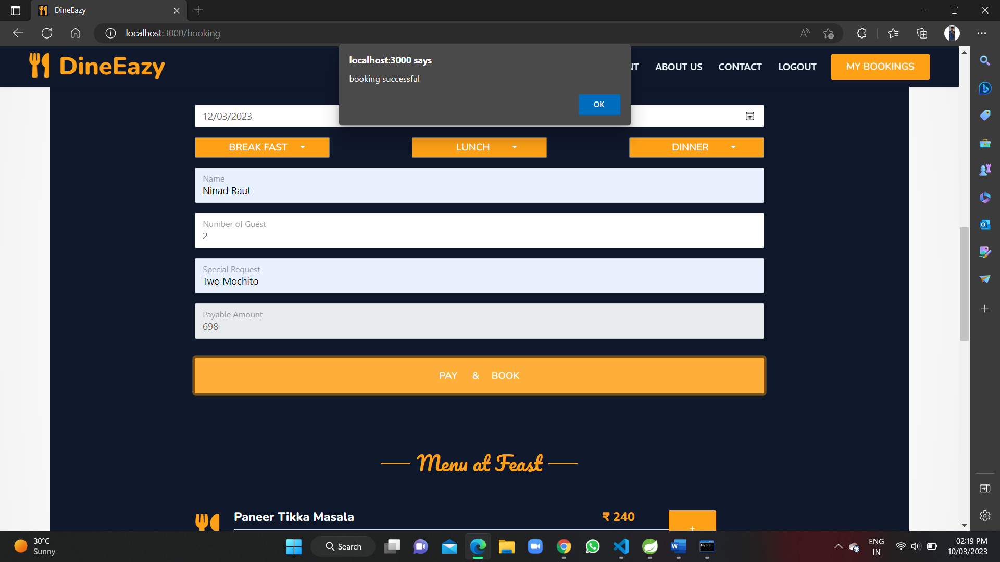 DineEazy
localhost:3000/booking
DineEazy
NT
ABOUT US
CONTACT
LOGOUT
MY BOOKINGS
localhost:3000 says
booking successful
OK
12/03/2023
BREAK FAST
LUNCH
DINNER
Name
Ninad Raut
Number of Guest
2
Special Request
Two Mochito
Payable Amount
698
PAY & BOOK
Menu at Feast
Paneer Tikka Masala
₹ 240
+
30°C
Sunny
Search
MySQL
ENG
IN
02:19 PM
10/03/2023